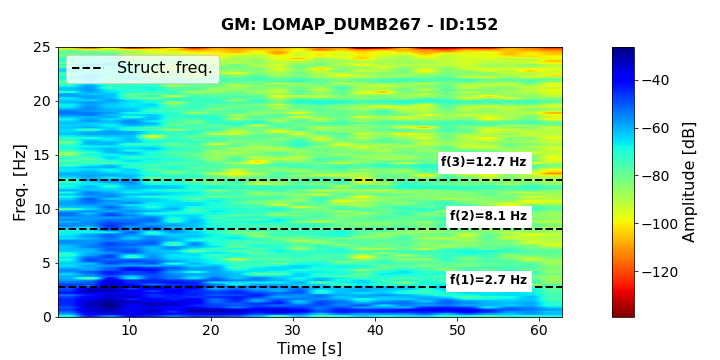 GM: LOMAP_DUMB267 - ID:152
Freq. [Hz]
25
20
15
10
5
0
Struct. freq.
f(3)=12.7 Hz
f(2)=8.1 Hz
f(1)=2.7 Hz
10 20 30 40 50 60
Time [s]
−40
−60
−80
−100
−120
Amplitude [dB]